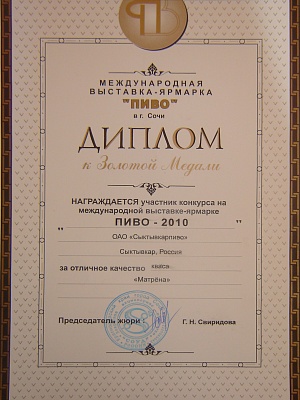 МЕЖДУНАРОДНАЯ
ВЫСТАВКА-ЯРМАРКА
"ПИВО"
в г. Сочи
ДИПЛОМ
к Золотой Медали
НАГРАЖДАЕТСЯ участник конкурса на
международной выставке-ярмарке
" ПИВО - 2010 "
ОАО «Сыктывкарпиво»
Сыктывкар, Россия
за отличное качество кваса
«Матрёна»
Председатель жюри : Г. Н. Свиридова